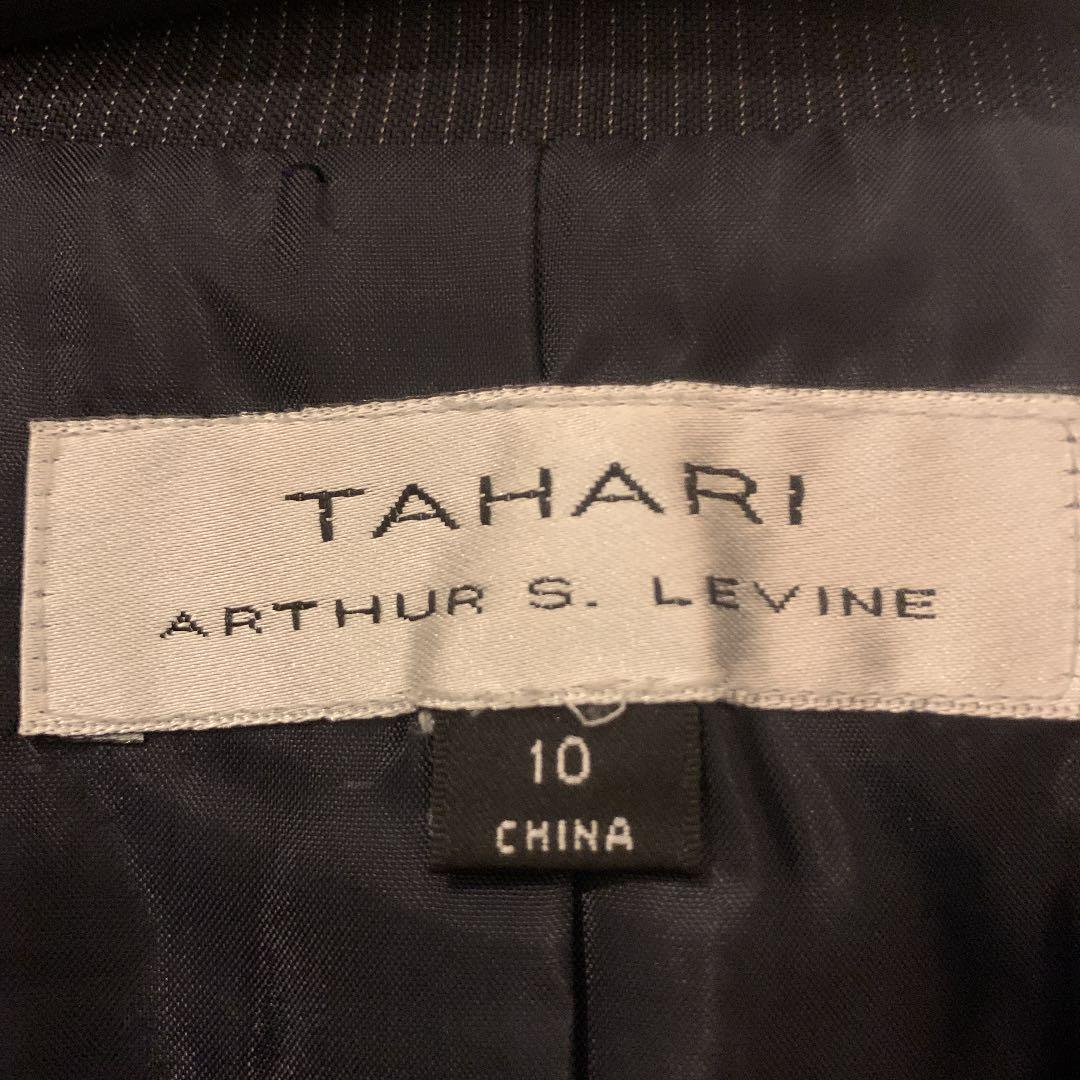 TAHARI
ARTHUR S. LEVINE
10
CHINA